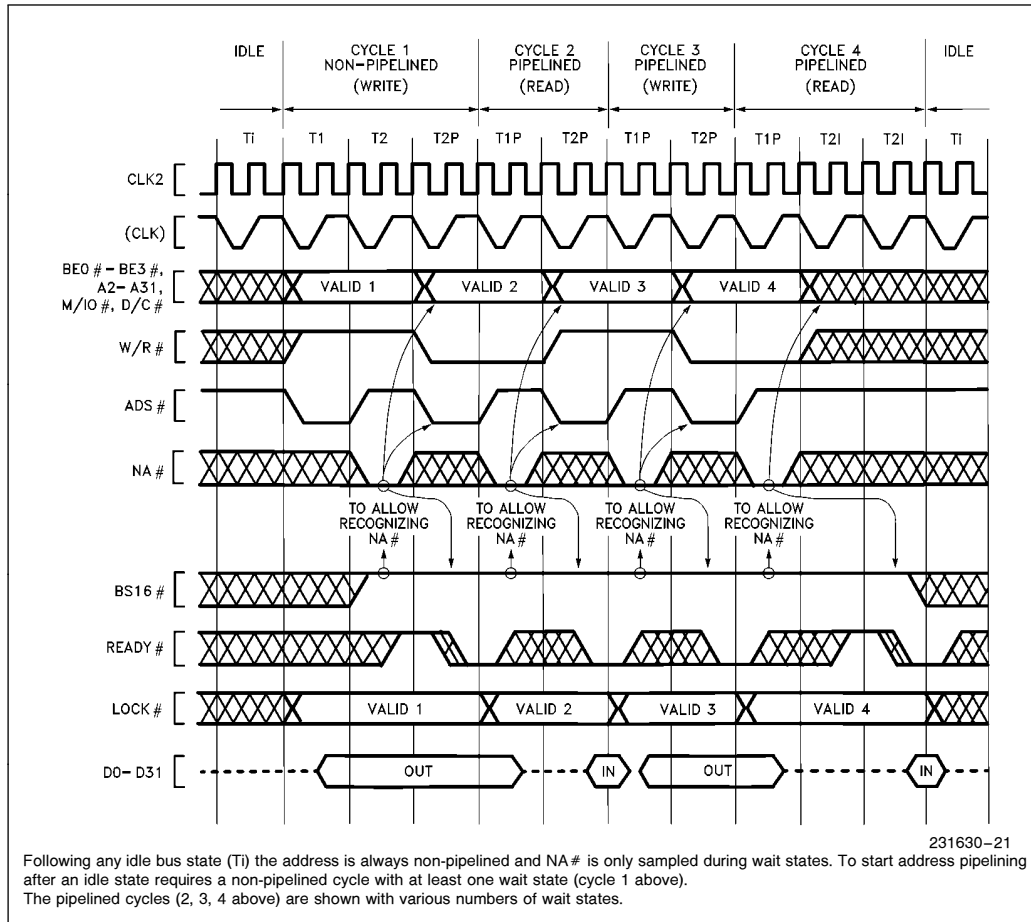 IDLE
CYCLE 1
NON-PIPELINED
(WRITE)
CYCLE 2
PIPELINED
(READ)
CYCLE 3
PIPELINED
(WRITE)
CYCLE 4
PIPELINED
(READ)
IDLE
Ti T1 T2 T2P T1P T2P T1P T2P T1P T2I T2I Ti
CLK2
(CLK)
BE0 # - BE3 #,
A2- A31,
M/IO #, D/C #
VALID 1 VALID 2 VALID 3 VALID 4
W/R #
ADS #
NA #
TO ALLOW
RECOGNIZING
NA #
TO ALLOW
RECOGNIZING
NA #
TO ALLOW
RECOGNIZING
NA #
TO ALLOW
RECOGNIZING
NA #
BS16 #
READY #
LOCK #
VALID 1 VALID 2 VALID 3 VALID 4
D0- D31
OUT IN OUT IN
231630-21
Following any idle bus state (Ti) the address is always non-pipelined and NA# is only sampled during wait states. To start address pipelining
after an idle state requires a non-pipelined cycle with at least one wait state (cycle 1 above).
The pipelined cycles (2, 3, 4 above) are shown with various numbers of wait states.